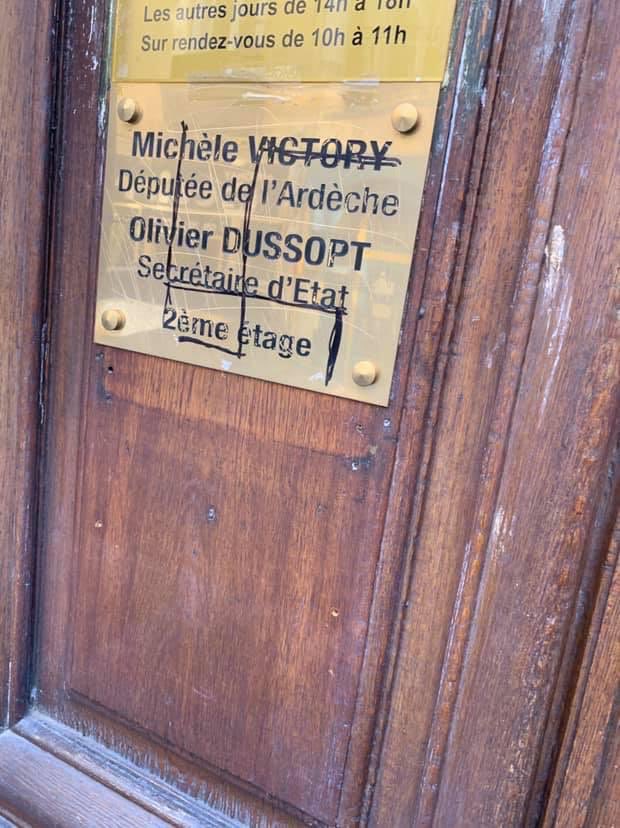 Les autres jours de 14h à 18h
Sur rendez-vous de 10h à 11h
Michèle VICTORY
Députée de l'Ardèche
Olivier DUSSOPT
Secrétaire d'Etat
2ème étage